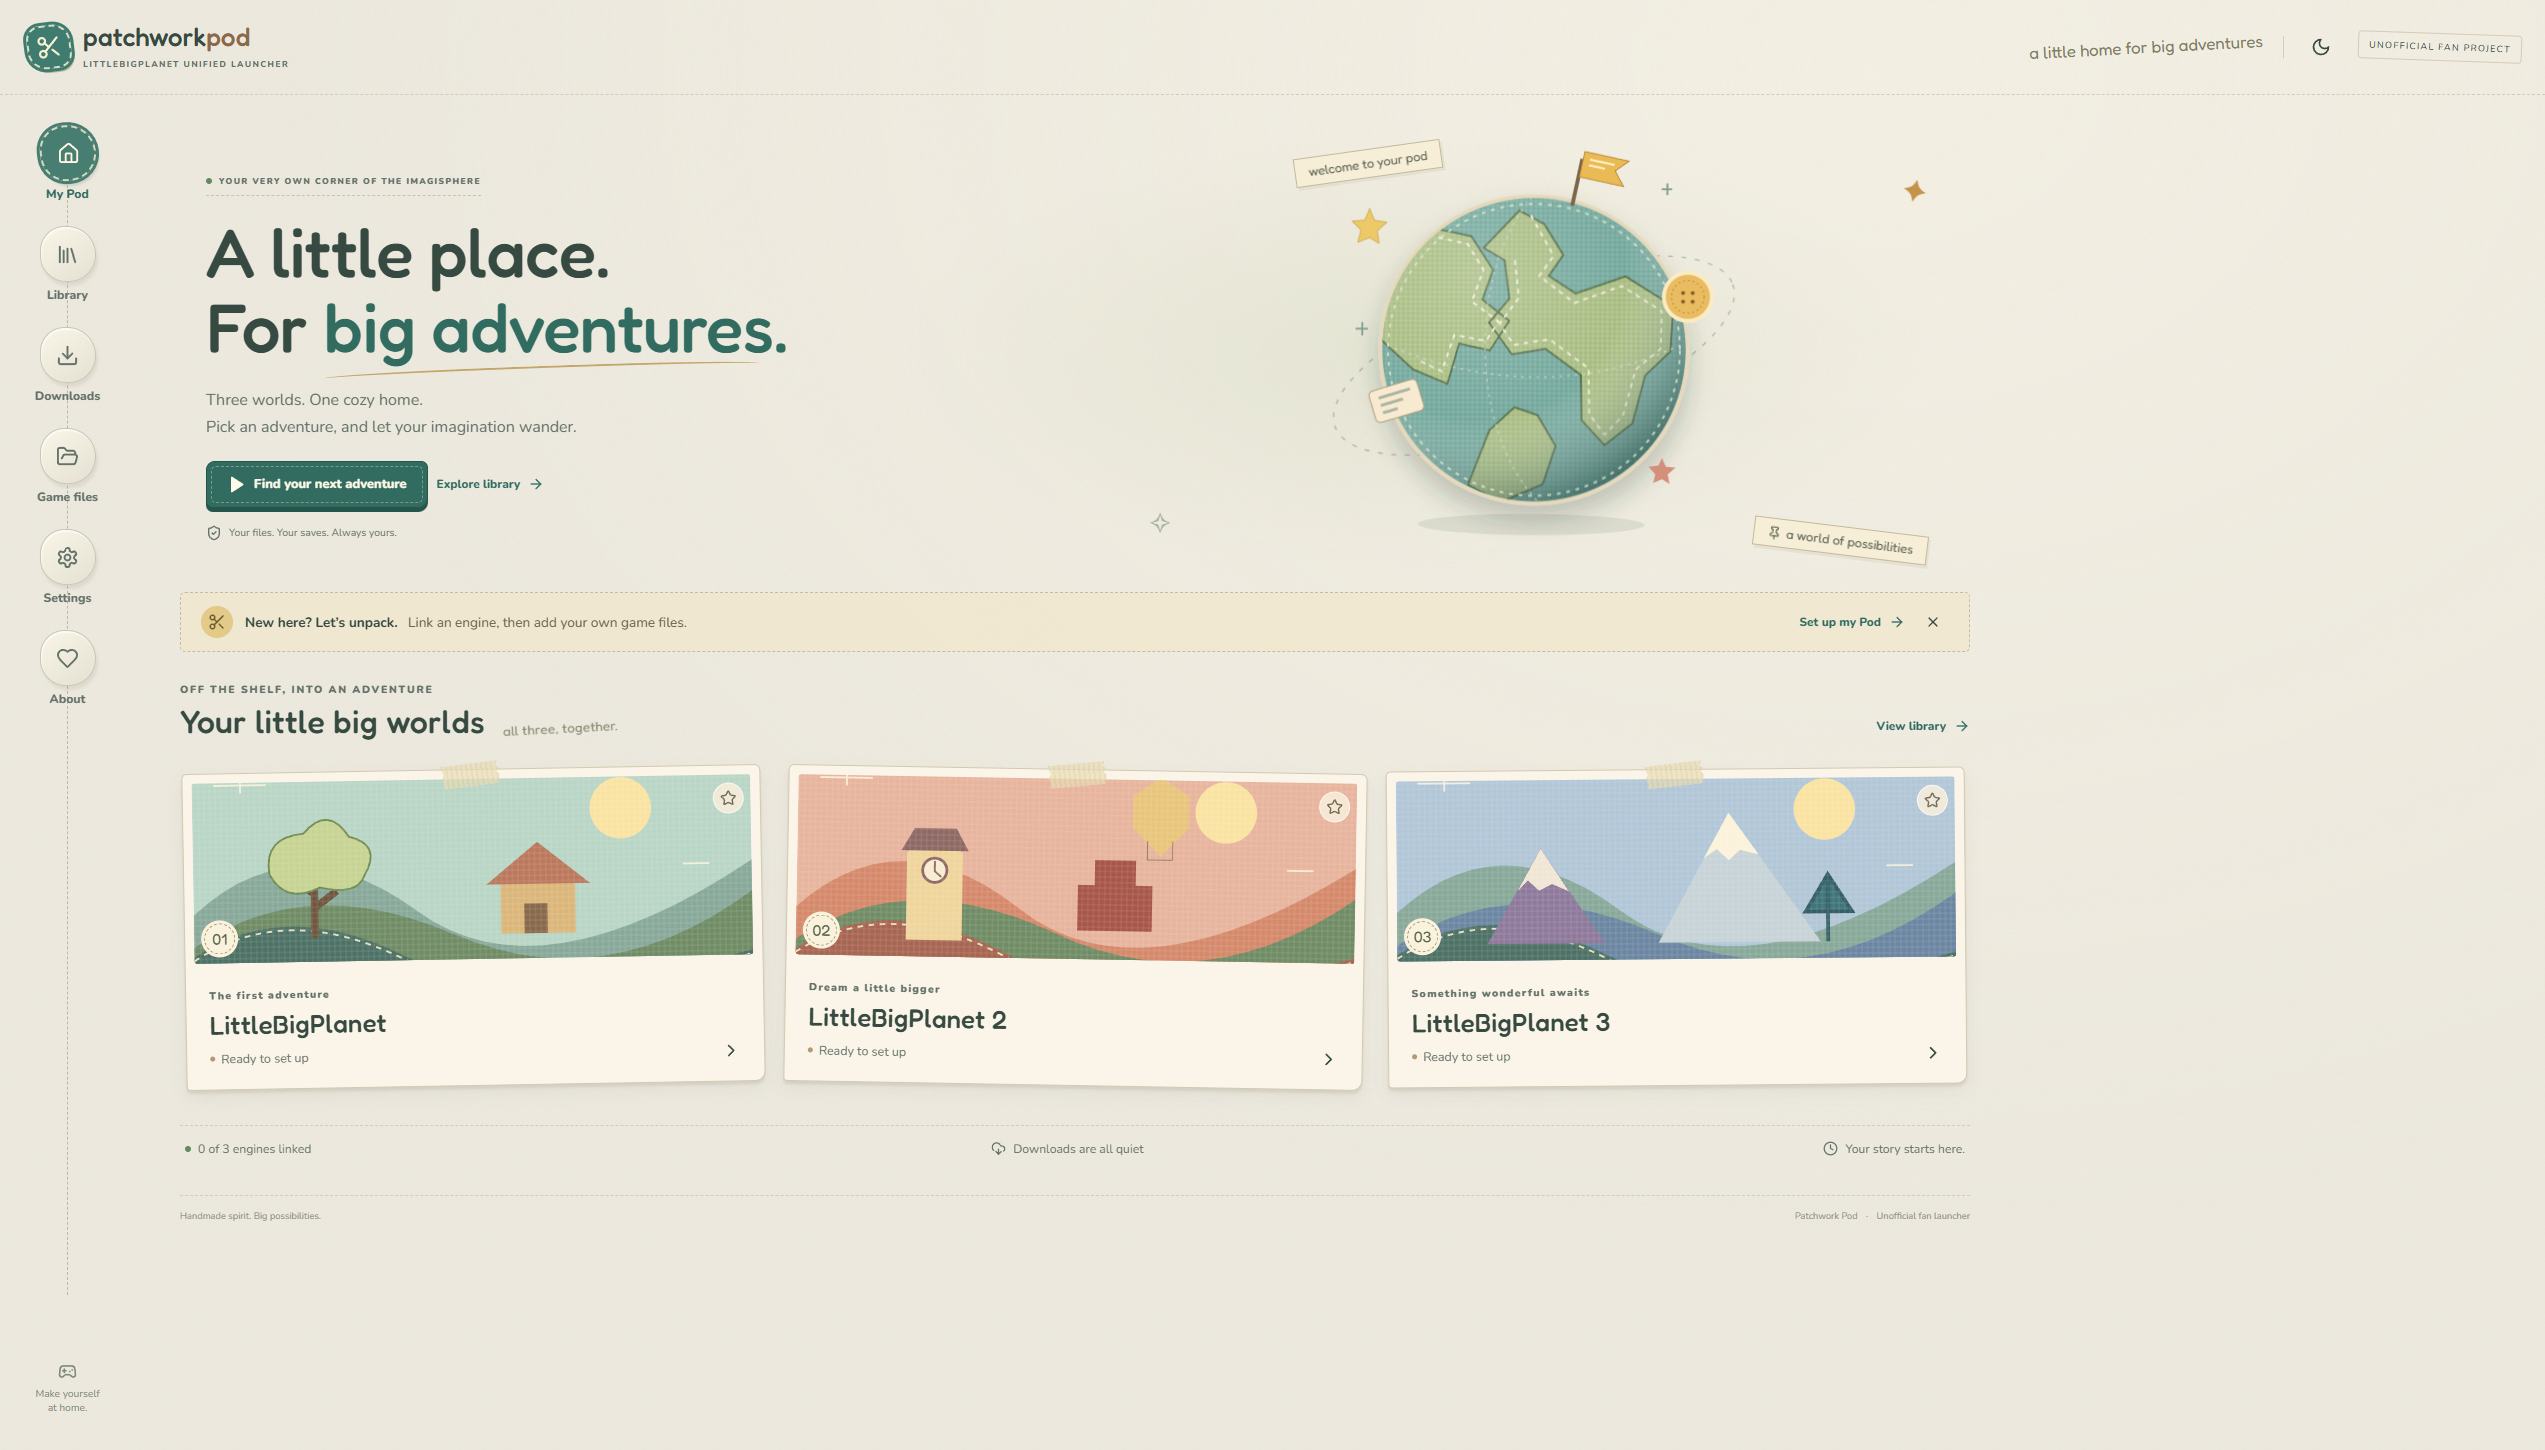 patchworkpod
LITTLEBIGPLANET UNIFIED LAUNCHER
a little home for big adventures
UNOFFICIAL FAN PROJECT
My Pod
Library
Downloads
Game files
Settings
About
Make yourself
at home.
YOUR VERY OWN CORNER OF THE IMAGISPHERE
A little place.
For big adventures.
Three worlds. One cozy home.
Pick an adventure, and let your imagination wander.
Find your next adventure
Explore library
Your files. Your saves. Always yours.
welcome to your pod
a world of possibilities
New here? Let's unpack. Link an engine, then add your own game files.
Set up my Pod
OFF THE SHELF, INTO AN ADVENTURE
Your little big worlds
all three, together.
View library
01
The first adventure
LittleBigPlanet
Ready to set up
02
Dream a little bigger
LittleBigPlanet 2
Ready to set up
03
Something wonderful awaits
LittleBigPlanet 3
Ready to set up
0 of 3 engines linked
Downloads are all quiet
Your story starts here.
Handmade spirit. Big possibilities.
Patchwork Pod · Unofficial fan launcher